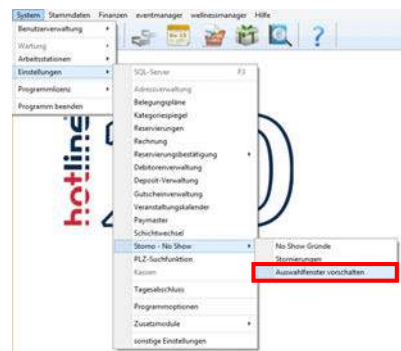 System Stammdaten Finanzen eventmanager wellnessmanager Hilfe
Benutzerverwaltung
Wartung
Arbeitsstationen
Einstellungen
Programmlizenz
Programm beenden
SQL-Server F3
Adressverwaltung
Belegungspläne
Kategoriespiegel
Reservierungen
Rechnung
Reservierungsbestätigung
Debitorenverwaltung
Deposit-Verwaltung
Gutscheinverwaltung
Veranstaltungskalender
Paymaster
Schichtwechsel
Storno - No Show
PLZ-Suchfunktion
Kassen
Tagesabschluss
Programmoptionen
Zusatzmodule
sonstige Einstellungen
No Show Gründe
Stornierungen
Auswahlfenster vorschalten
hotline